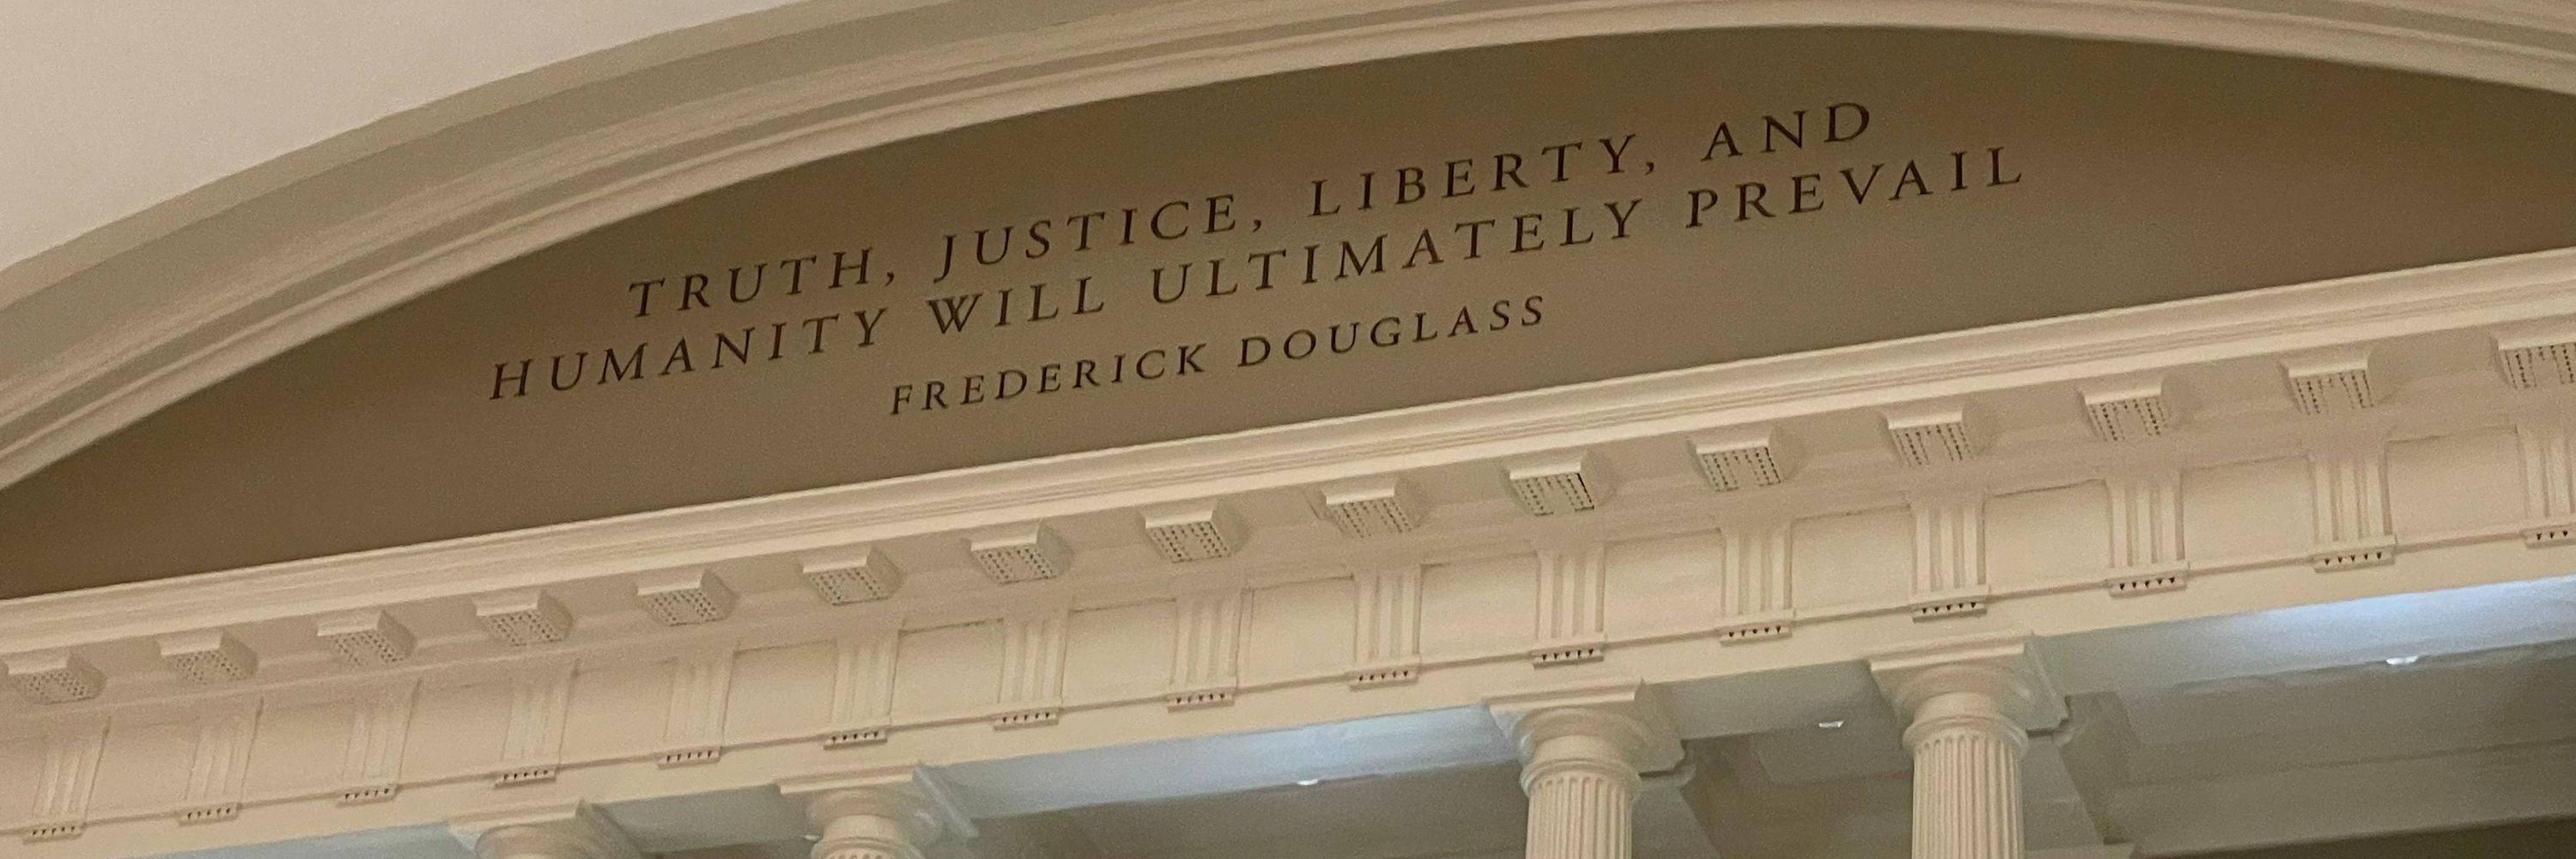 TRUTH, JUSTICE, LIBERTY, AND
HUMANITY WILL ULTIMATELY PREVAIL
FREDERICK DOUGLASS